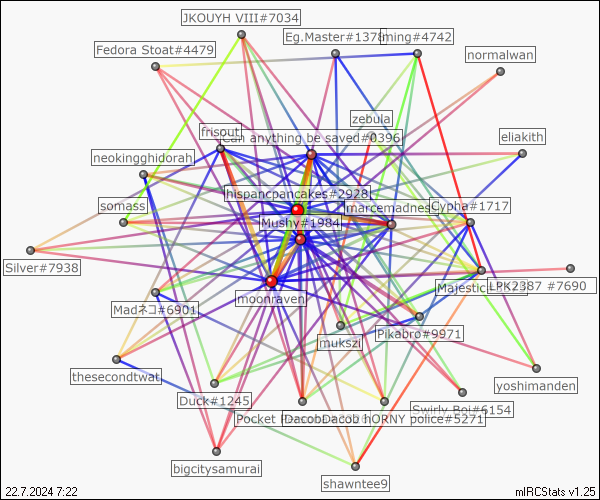 JKOUYH VIII#7034
Eg.Master#1378
ming#4742
Fedora Stoat#4479
normalwan
zebula
frisout
can anything be saved#0396
eliakith
neokingghidorah
hispancpancakes#2928
somass
marcemadness
Cypha#1717
Mushy#1984
Silver#7938
LPK2387 #7690
Majestic
moonraven
Madネコ#6901
Pikabro#9971
mukszi
thesecondtwat
yoshimanden
Duck#1245
Swirly Boi#6154
Pocket
hORNY police#5271
bigcitysamurai
shawntee9
22.7.2024 7:22
mIRCStats v1.25